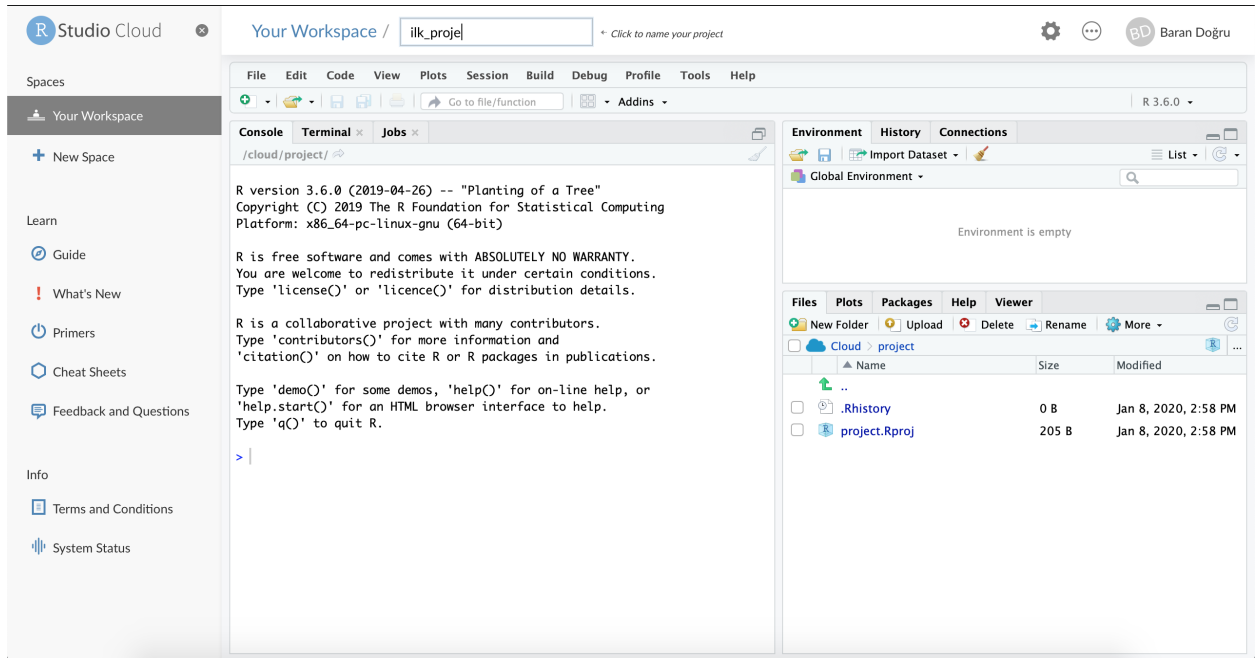 R Studio Cloud
Your Workspace / ilk_proje ← Click to name your project
BD Baran Doğru
Spaces
Your Workspace
New Space
Learn
Guide
What's New
Primers
Cheat Sheets
Feedback and Questions
Info
Terms and Conditions
System Status
File Edit Code View Plots Session Build Debug Profile Tools Help
Go to file/function Addins R 3.6.0
Console Terminal Jobs
/cloud/project/
R version 3.6.0 (2019-04-26) -- "Planting of a Tree"
Copyright (C) 2019 The R Foundation for Statistical Computing
Platform: x86_64-pc-linux-gnu (64-bit)
R is free software and comes with ABSOLUTELY NO WARRANTY.
You are welcome to redistribute it under certain conditions.
Type 'license()' or 'licence()' for distribution details.
R is a collaborative project with many contributors.
Type 'contributors()' for more information and
'citation()' on how to cite R or R packages in publications.
Type 'demo()' for some demos, 'help()' for on-line help, or
'help.start()' for an HTML browser interface to help.
Type 'q()' to quit R.
>
Environment History Connections
Import Dataset List
Global Environment
Environment is empty
Files Plots Packages Help Viewer
New Folder Upload Delete Rename More
Cloud > project R ...
Name Size Modified
..
.Rhistory 0 B Jan 8, 2020, 2:58 PM
R project.Rproj 205 B Jan 8, 2020, 2:58 PM